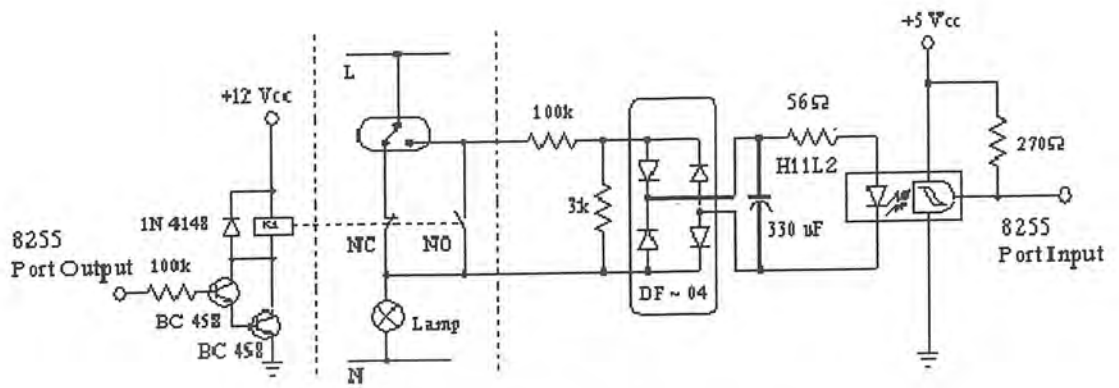 +5 Vcc
L
+12 Vcc
100k
56Ω
270Ω
H11L2
1N 4148
K1
3k
330 uF
8255
Port Output
100k
NC
NO
8255
Port Input
DF ~ 04
BC 458
BC 458
Lamp
N